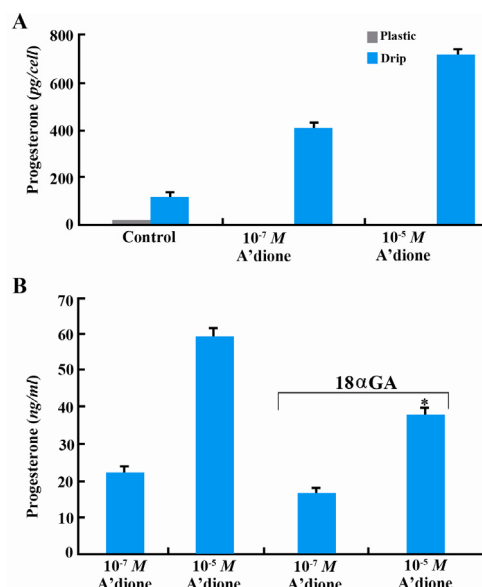 A
Progesterone (pg/cell)
800
600
400
200
0
Plastic
Drip
Control
10⁻⁷ M
A'dione
10⁻⁵ M
A'dione
B
Progesterone (ng/ml)
70
60
50
40
30
20
10
0
18αGA
*
10⁻⁷ M
A'dione
10⁻⁵ M
A'dione
10⁻⁷ M
A'dione
10⁻⁵ M
A'dione